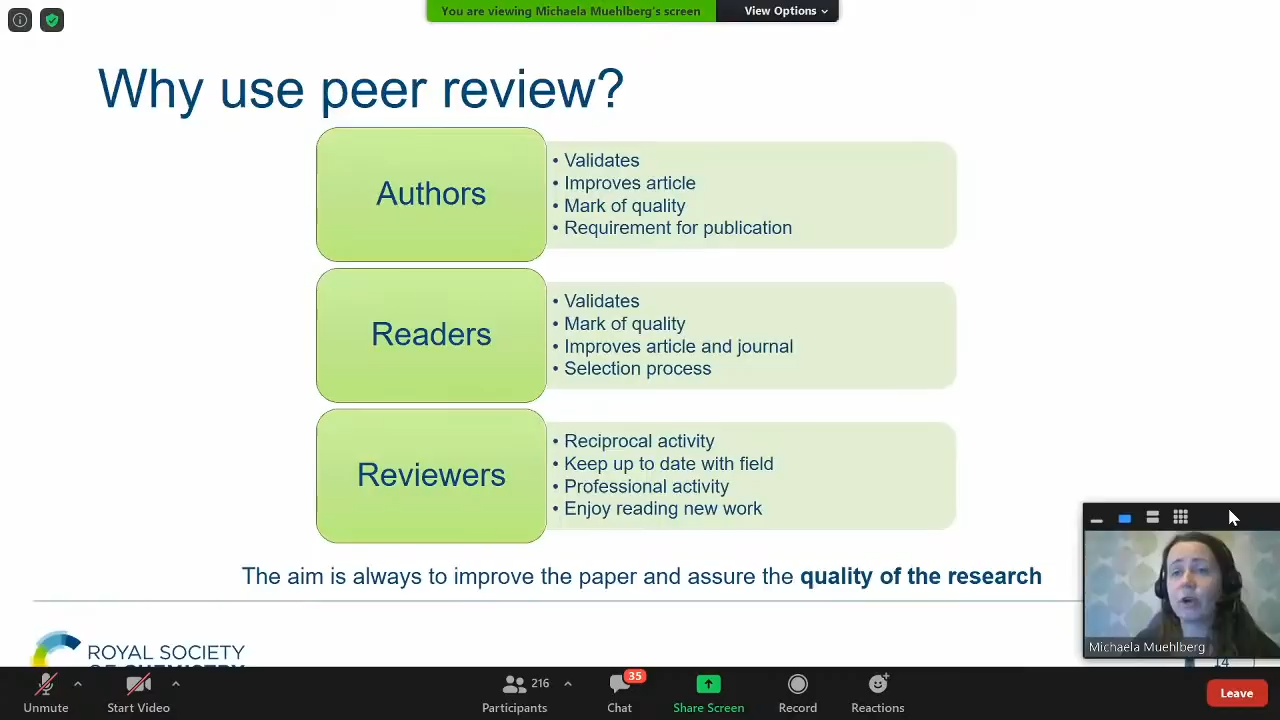 You are viewing Michaela Muehlberg's screen
View Options
Why use peer review?
Authors
• Validates
• Improves article
• Mark of quality
• Requirement for publication
Readers
• Validates
• Mark of quality
• Improves article and journal
• Selection process
Reviewers
• Reciprocal activity
• Keep up to date with field
• Professional activity
• Enjoy reading new work
The aim is always to improve the paper and assure the quality of the research
Michaela Muehlberg
ROYAL SOCIETY
OF CHEMISTRY
14
Unmute
Start Video
216
Participants
35
Chat
Share Screen
Record
Reactions
Leave